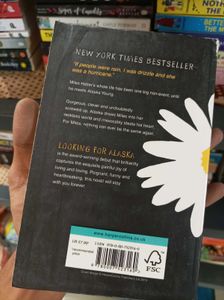 NEW YORK TIMES BESTSELLER
"If people were rain, I was drizzle and she
was a hurricane."
Miles Halter's whole life has been one big non-event, until
he meets Alaska Young.
Gorgeous, clever and undoubtedly
screwed up, Alaska draws Miles into her
reckless world and irrevocably steals his heart.
For Miles, nothing can ever be the same again.
LOOKING FOR ALASKA
is the award-winning debut that brilliantly
captures the exquisite painful joy of
living and loving. Poignant, funny and
heartbreaking, this novel will stay
with you forever.
www.harpercollins.co.uk
UK £7.99
ISBN
FSC